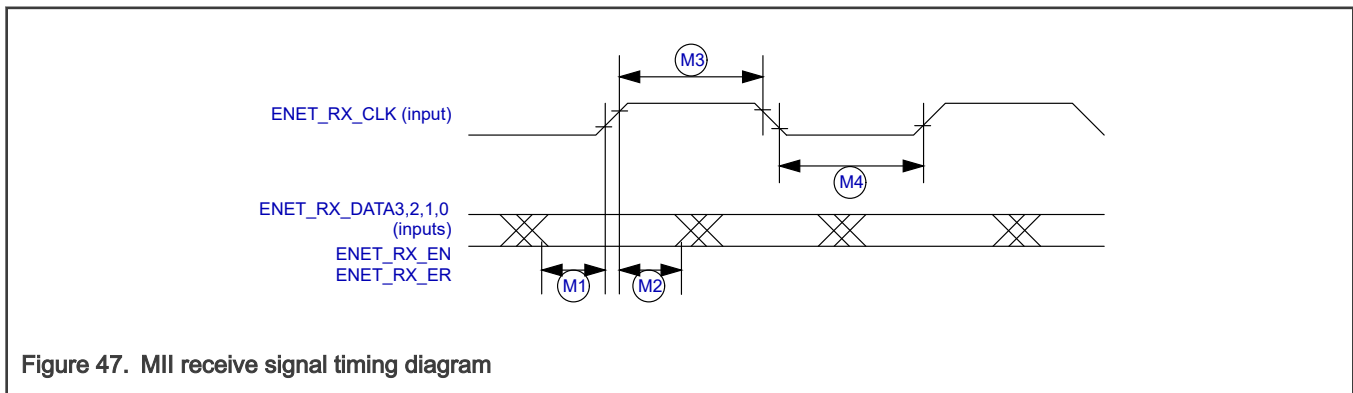 M3
ENET_RX_CLK (input)
M4
ENET_RX_DATA3,2,1,0
(inputs)
ENET_RX_EN
ENET_RX_ER
M1
M2
Figure 47. MII receive signal timing diagram